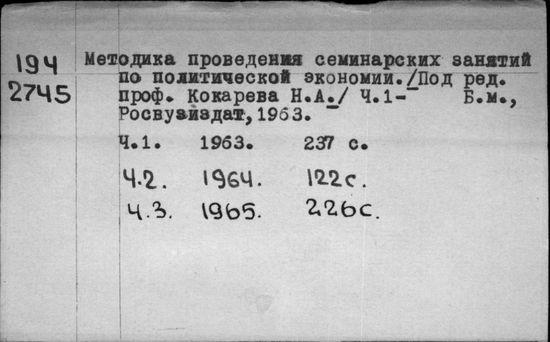 194
2745
Методика проведения семинарских занятий
по политической экономии./Под ред.
проф. Кокарева Н.А./ Ч.1- Б.м.,
Росвузиздат,1963. -
Ч.1. 1963. 237 с.
Ч.2. 1964. 122с.
Ч.3. 1965. 226с.